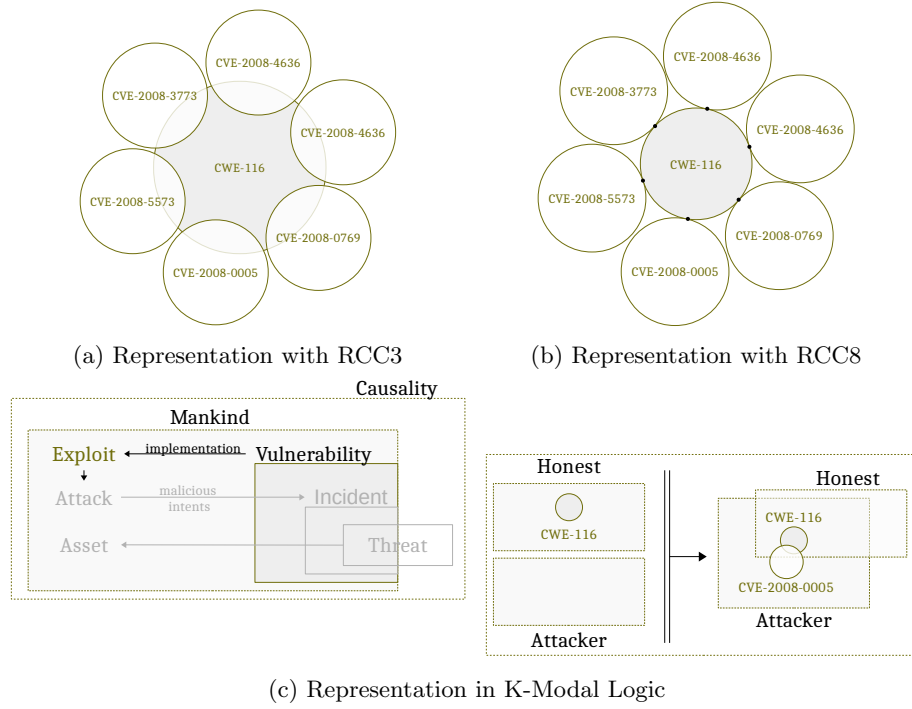 CVE-2008-4636
CVE-2008-3773
CVE-2008-4636
CWE-116
CVE-2008-5573
CVE-2008-0769
CVE-2008-0005
(a) Representation with RCC3
CVE-2008-4636
CVE-2008-3773
CVE-2008-4636
CWE-116
CVE-2008-5573
CVE-2008-0769
CVE-2008-0005
(b) Representation with RCC8
Causality
Mankind
Exploit
implementation
Vulnerability
Attack
malicious
intents
Incident
Asset
Threat
Honest
CWE-116
Attacker
Honest
CWE-116
CVE-2008-0005
Attacker
(c) Representation in K-Modal Logic